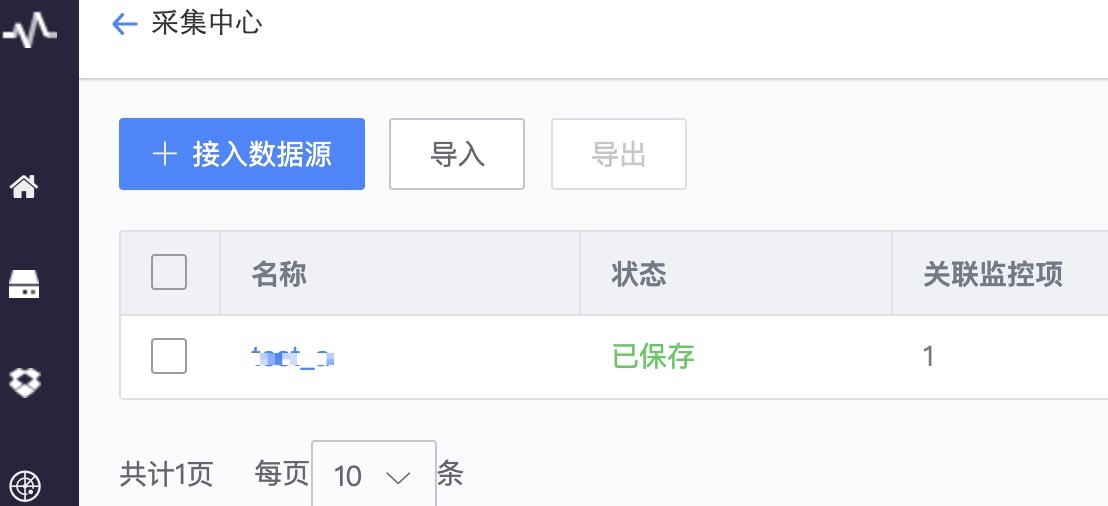 采集中心
接入数据源 导入 导出
名称 状态 关联监控项
已保存 1
共计1页 每页 10 条